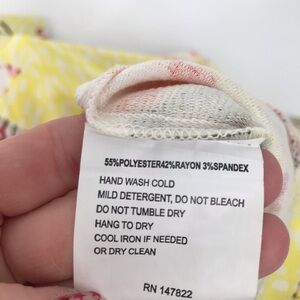 55%POLYESTER42%RAYON 3%SPANDEX
HAND WASH COLD
MILD DETERGENT, DO NOT BLEACH
DO NOT TUMBLE DRY
HANG TO DRY
COOL IRON IF NEEDED
OR DRY CLEAN
RN 147822